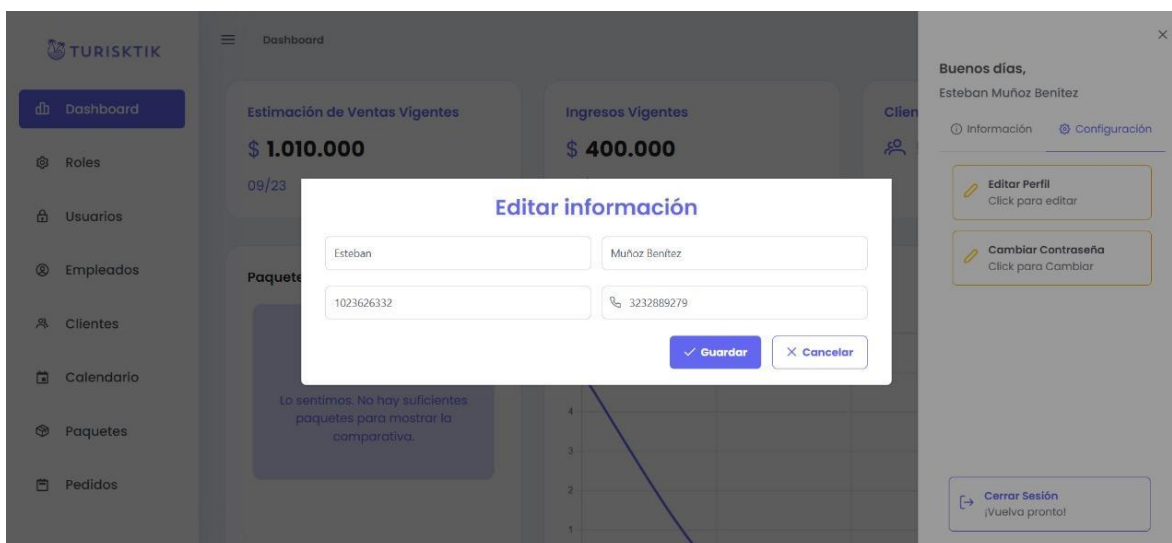 TURISKTIK
Dashboard
Roles
Usuarios
Empleados
Clientes
Calendario
Paquetes
Pedidos
Dashboard
Estimación de Ventas Vigentes
$ 1.010.000
09/23
Ingresos Vigentes
$ 400.000
Lo sentimos. No hay suficientes
paquetes para mostrar la
comparativa.
4
3
2
1
Editar información
Esteban
Muñoz Benítez
1023626332
3232889279
Guardar
Cancelar
Buenos días,
Esteban Muñoz Benítez
Información
Configuración
Editar Perfil
Click para editar
Cambiar Contraseña
Click para Cambiar
Cerrar Sesión
¡Vuelva pronto!